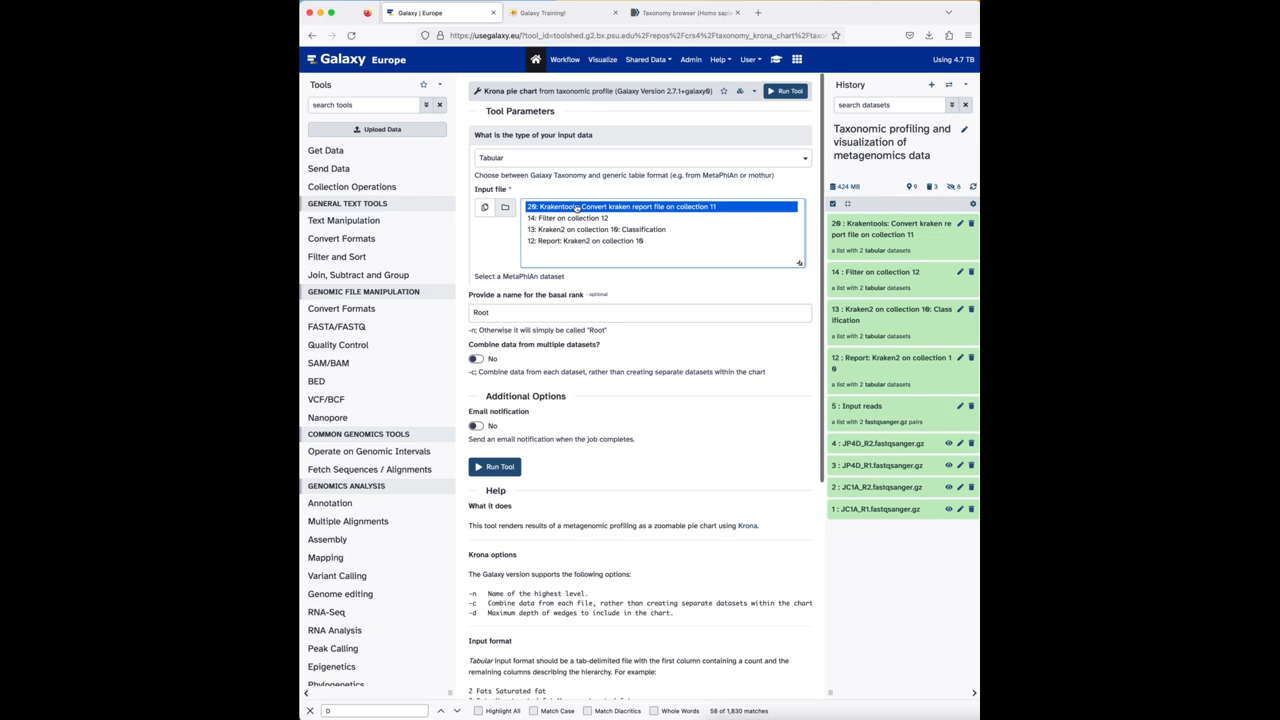 Galaxy | Europe
Galaxy Training!
Taxonomy browser (Homo sapie
https://usegalaxy.eu/?tool_id=toolshed.g2.bx.psu.edu%2Frepos%2Fcrs4%2Ftaxonomy_krona_chart%2Ftaxo
Galaxy Europe
Workflow Visualize Shared Data Admin Help User
Using 4.7 TB
Tools
search tools
Upload Data
Get Data
Send Data
Collection Operations
GENERAL TEXT TOOLS
Text Manipulation
Convert Formats
Filter and Sort
Join, Subtract and Group
GENOMIC FILE MANIPULATION
Convert Formats
FASTA/FASTQ
Quality Control
SAM/BAM
BED
VCF/BCF
Nanopore
COMMON GENOMICS TOOLS
Operate on Genomic Intervals
Fetch Sequences / Alignments
GENOMICS ANALYSIS
Annotation
Multiple Alignments
Assembly
Mapping
Variant Calling
Genome editing
RNA-Seq
RNA Analysis
Peak Calling
Epigenetics
Phylogenetics
Krona pie chart from taxonomic profile (Galaxy Version 2.7.1+galaxy0)
Run Tool
Tool Parameters
What is the type of your input data
Tabular
Choose between Galaxy Taxonomy and generic table format (e.g. from MetaPhlAn or mothur)
Input file *
20: Krakentools: Convert kraken report file on collection 11
14: Filter on collection 12
13: Kraken2 on collection 10: Classification
12: Report: Kraken2 on collection 10
Select a MetaPhlAn dataset
Provide a name for the basal rank - optional
Root
-n; Otherwise it will simply be called "Root"
Combine data from multiple datasets?
No
-c; Combine data from each dataset, rather than creating separate datasets within the chart
Additional Options
Email notification
No
Send an email notification when the job completes.
Run Tool
Help
What it does
This tool renders results of a metagenomic profiling as a zoomable pie chart using Krona.
Krona options
The Galaxy version supports the following options:
-n Name of the highest level.
-c Combine data from each file, rather than creating separate datasets within the chart
-d Maximum depth of wedges to include in the chart.
Input format
Tabular input format should be a tab-delimited file with the first column containing a count and the
remaining columns describing the hierarchy. For example:
2 Fats Saturated fat
History
search datasets
Taxonomic profiling and
visualization of
metagenomics data
424 MB 9 3 8
20 : Krakentools: Convert kraken re
port file on collection 11
a list with 2 tabular datasets
14 : Filter on collection 12
a list with 2 tabular datasets
13 : Kraken2 on collection 10: Class
ification
a list with 2 tabular datasets
12 : Report: Kraken2 on collection 1
0
a list with 2 tabular datasets
5 : Input reads
a list with 2 fastqsanger.gz pairs
4 : JP4D_R2.fastqsanger.gz
3 : JP4D_R1.fastqsanger.gz
2 : JC1A_R2.fastqsanger.gz
1 : JC1A_R1.fastqsanger.gz
D
Highlight All Match Case Match Diacritics Whole Words 58 of 1,830 matches